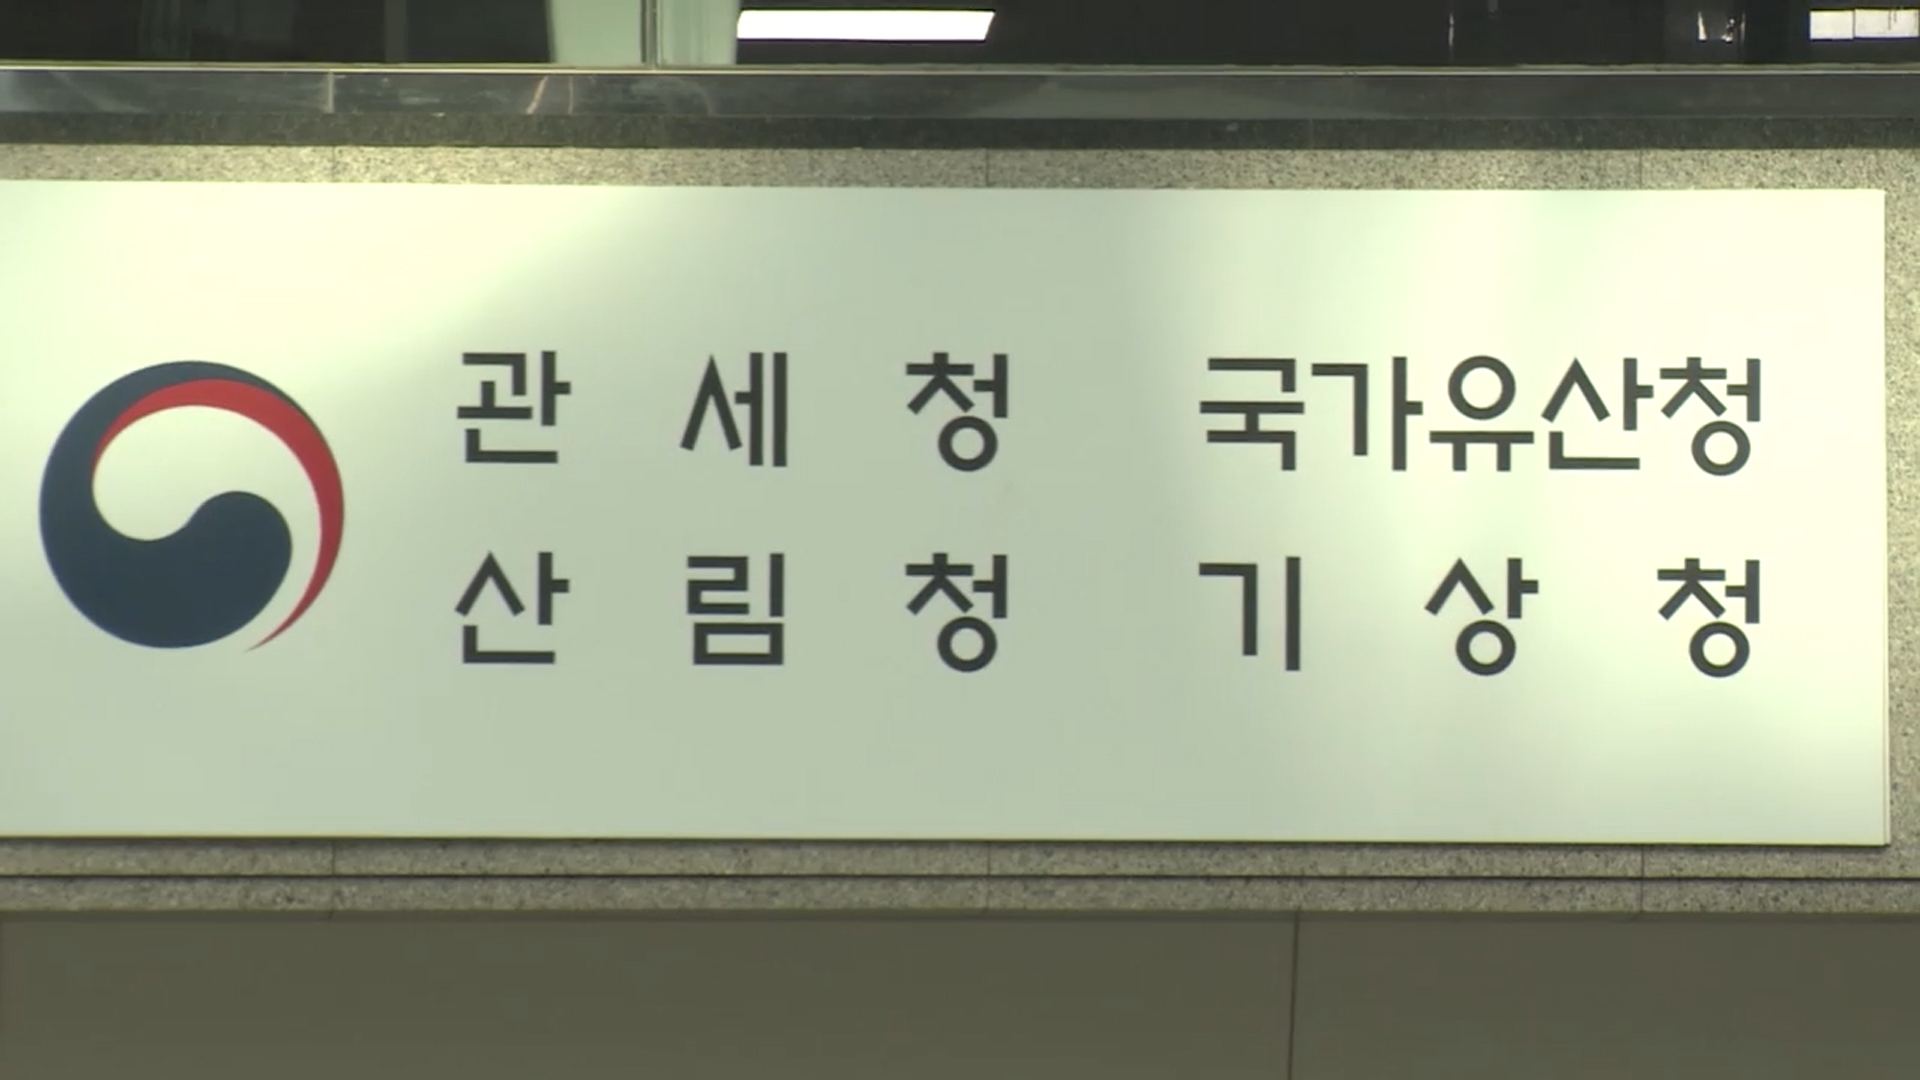 관 세 청 국가유산청
산 림 청 기 상 청